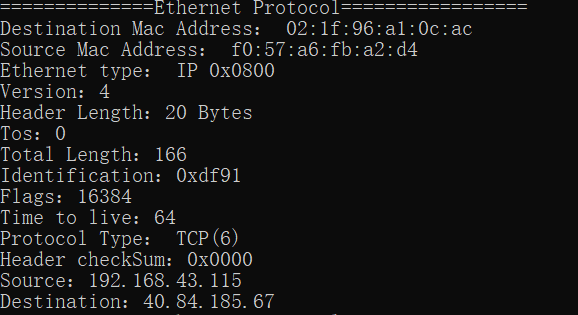 ==============Ethernet Protocol=================
Destination Mac Address:  02:1f:96:a1:0c:ac
Source Mac Address:  f0:57:a6:fb:a2:d4
Ethernet type:  IP 0x0800
Version: 4
Header Length: 20 Bytes
Tos: 0
Total Length: 166
Identification: 0xdf91
Flags: 16384
Time to live: 64
Protocol Type:  TCP(6)
Header checkSum: 0x0000
Source: 192.168.43.115
Destination: 40.84.185.67